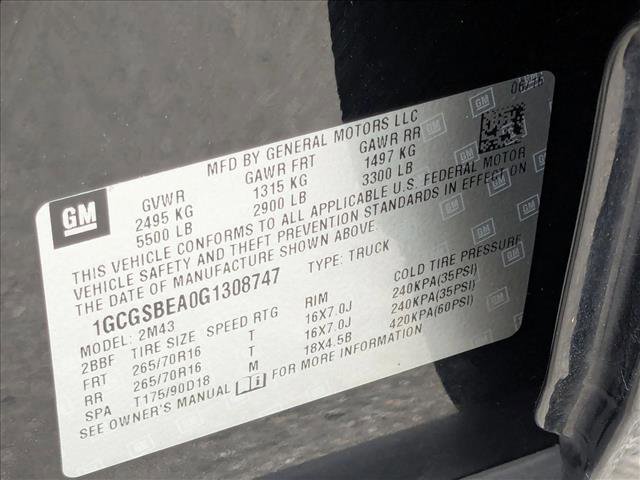 MFD BY GENERAL MOTORS LLC
GM
GVWR GAWR FRT GAWR RR
2495 KG 1315 KG 1497 KG
5500 LB 2900 LB 3300 LB
THIS VEHICLE CONFORMS TO ALL APPLICABLE U.S. FEDERAL MOTOR
VEHICLE SAFETY AND THEFT PREVENTION STANDARDS IN EFFECT ON
THE DATE OF MANUFACTURE SHOWN ABOVE.
1GCGSBEA0G1308747 TYPE: TRUCK
MODEL: 2M43
2BBF TIRE SIZE SPEED RTG RIM COLD TIRE PRESSURE
FRT 265/70R16 T 16X7.0J 240KPA(35PSI)
RR 265/70R16 T 16X7.0J 240KPA(35PSI)
SPA T175/90D18 M 18X4.5B 420KPA(60PSI)
SEE OWNER'S MANUAL FOR MORE INFORMATION